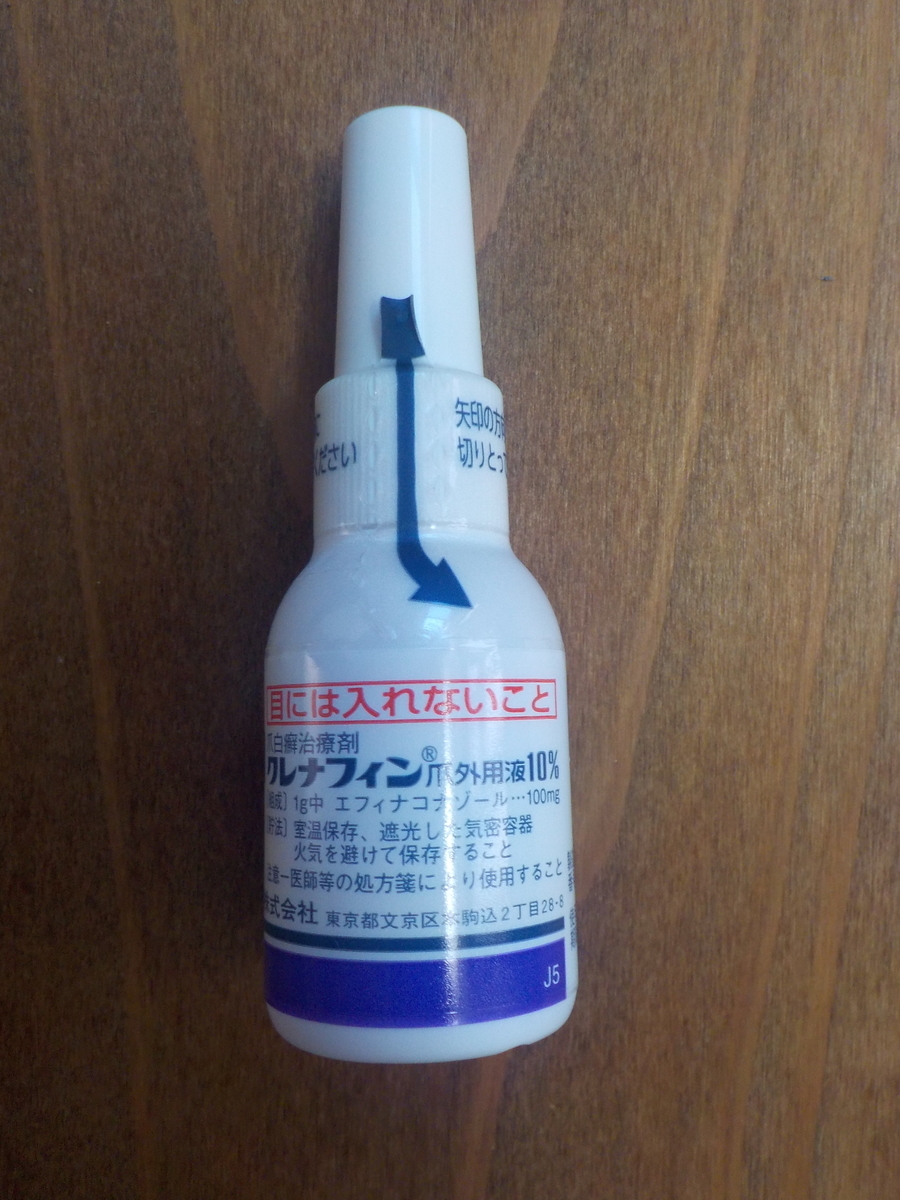 ください
矢印の方
切りとっ
目には入れないこと
爪白癬治療剤
クレナフィン®爪外用液10%
1g中 エフィナコナゾール…100mg
室温保存、遮光した気密容器
火気を避けて保存すること
注意-医師等の処方箋により使用すること
株式会社 東京都文京区本駒込2丁目28-8
J5